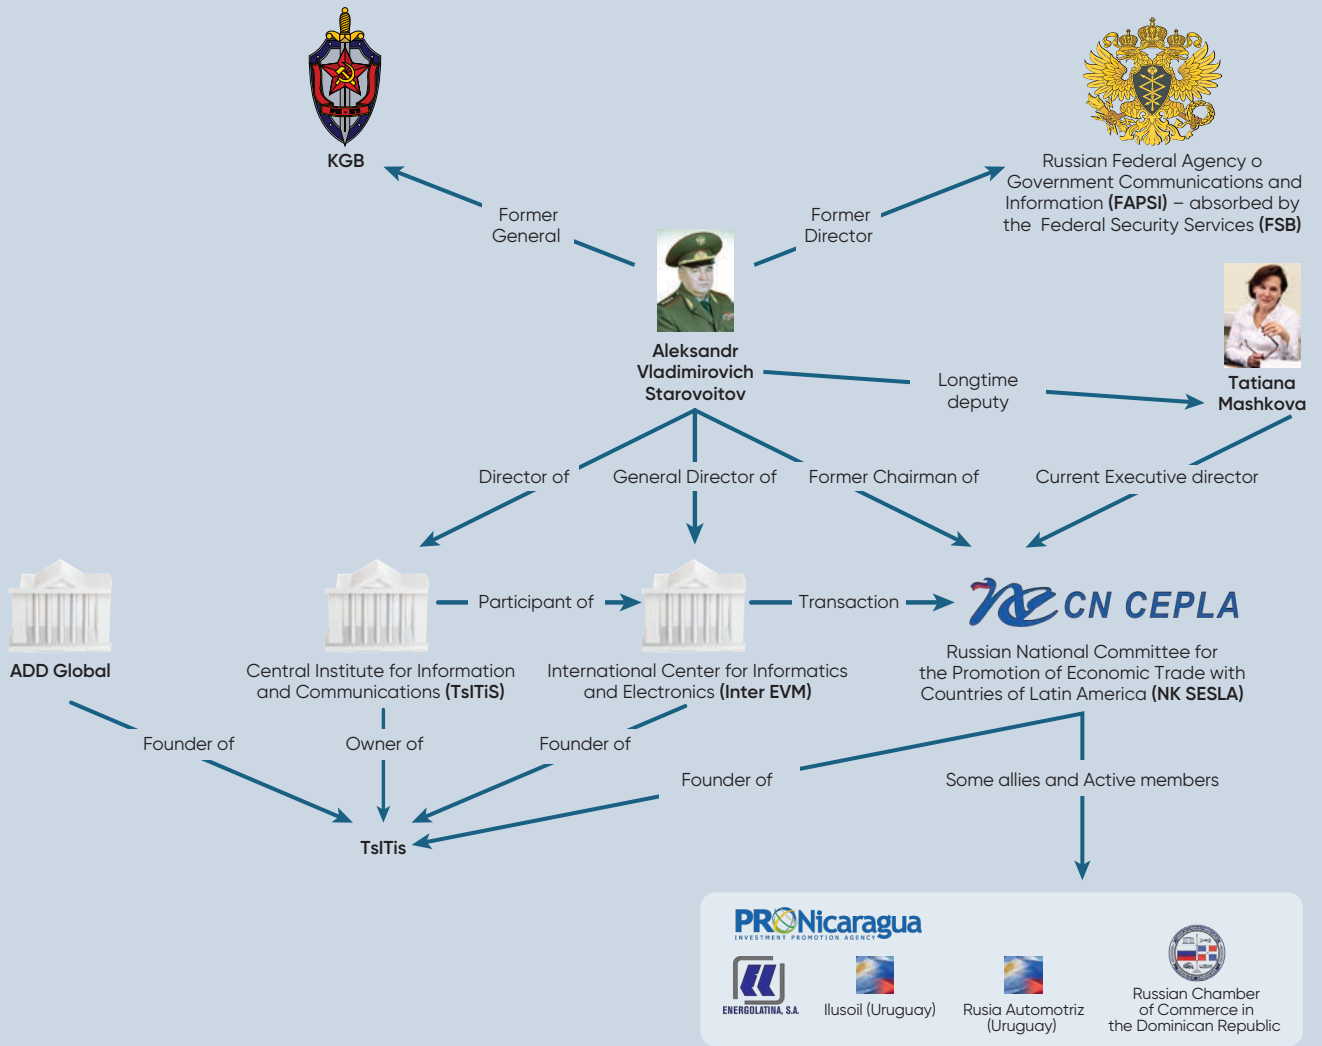 KGB
Russian Federal Agency o
Government Communications and
Information (FAPSI) – absorbed by
the Federal Security Services (FSB)
Former
General
Former
Director
Aleksandr
Vladimirovich
Starovoitov
Longtime
deputy
Tatiana
Mashkova
Director of
General Director of
Former Chairman of
Current Executive director
Participant of
Transaction
CN CEPLA
ADD Global
Central Institute for Information
and Communications (TsITiS)
International Center for Informatics
and Electronics (Inter EVM)
Russian National Committee for
the Promotion of Economic Trade with
Countries of Latin America (NK SESLA)
Founder of
Owner of
Founder of
Founder of
Some allies and Active members
TsITis
PRONicaragua
INVESTMENT PROMOTION AGENCY
ENERGOLATINA, S.A.
Ilusoil (Uruguay)
Rusia Automotriz
(Uruguay)
Russian Chamber
of Commerce in
the Dominican Republic